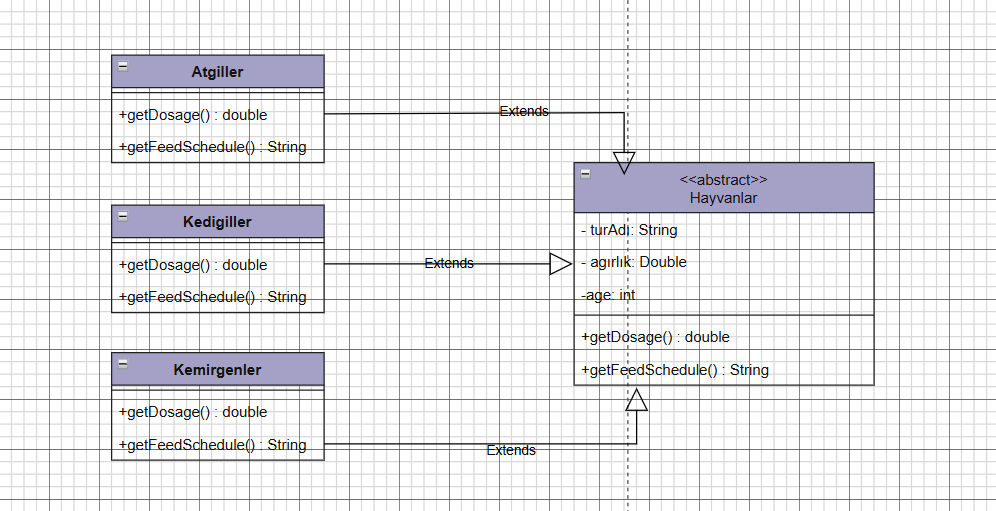 Atgiller
+getDosage() : double
+getFeedSchedule() : String
Extends
Kedigiller
+getDosage() : double
+getFeedSchedule() : String
Extends
Kemirgenler
+getDosage() : double
+getFeedSchedule() : String
Extends
<<abstract>>
Hayvanlar
- turAdı: String
- agırlık: Double
-age: int
+getDosage() : double
+getFeedSchedule() : String